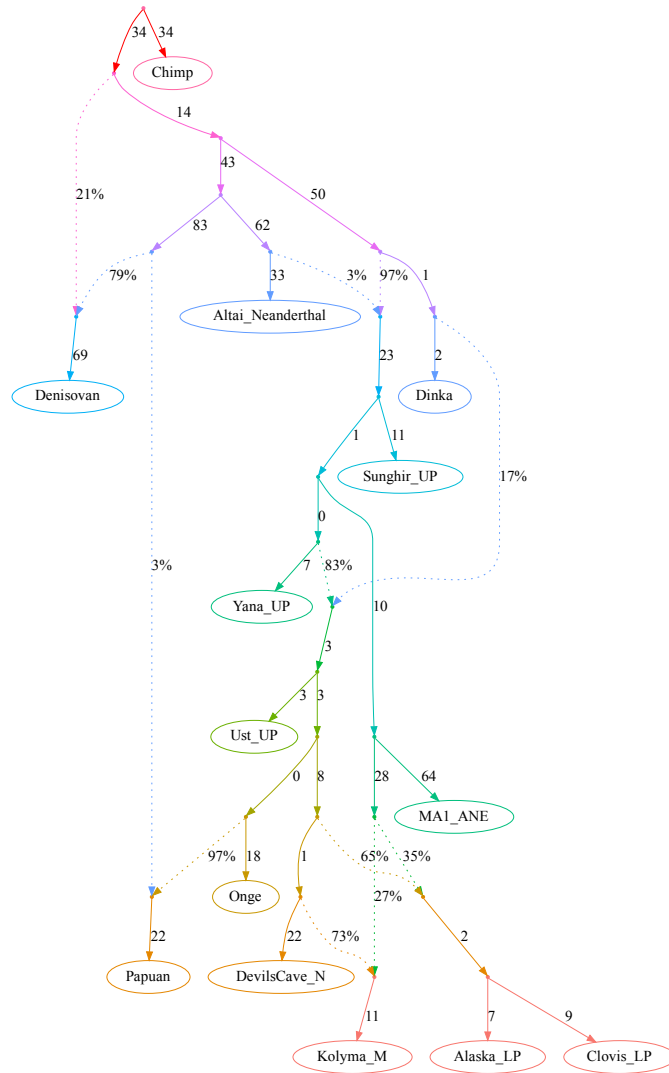 34 34
Chimp
14
43
21% 50
83 62
79% 33 3% 97% 1
Altai_Neanderthal
69 23 2
Denisovan Dinka
1 11
Sunghir_UP 17%
0
3% 7 83%
Yana_UP 10
3
3 3
Ust_UP
0 8 28 64
MA1_ANE
97% 18 1 65% 35%
Onge 27%
22 22 73% 2
Papuan DevilsCave_N
11 7 9
Kolyma_M Alaska_LP Clovis_LP